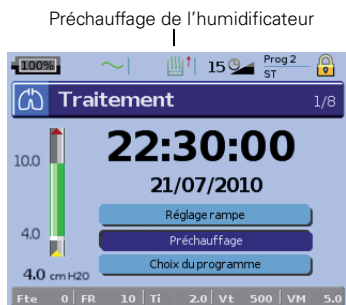 Préchauffage de l'humidificateur
100% 15 Prog 2
ST
Traitement 1/8
10.0
22:30:00
21/07/2010
Réglage rampe
4.0 Préchauffage
Choix du programme
4.0 cmH2O
Fte 0 FR 10 Ti 2.0 Vt 500 VM 5.0